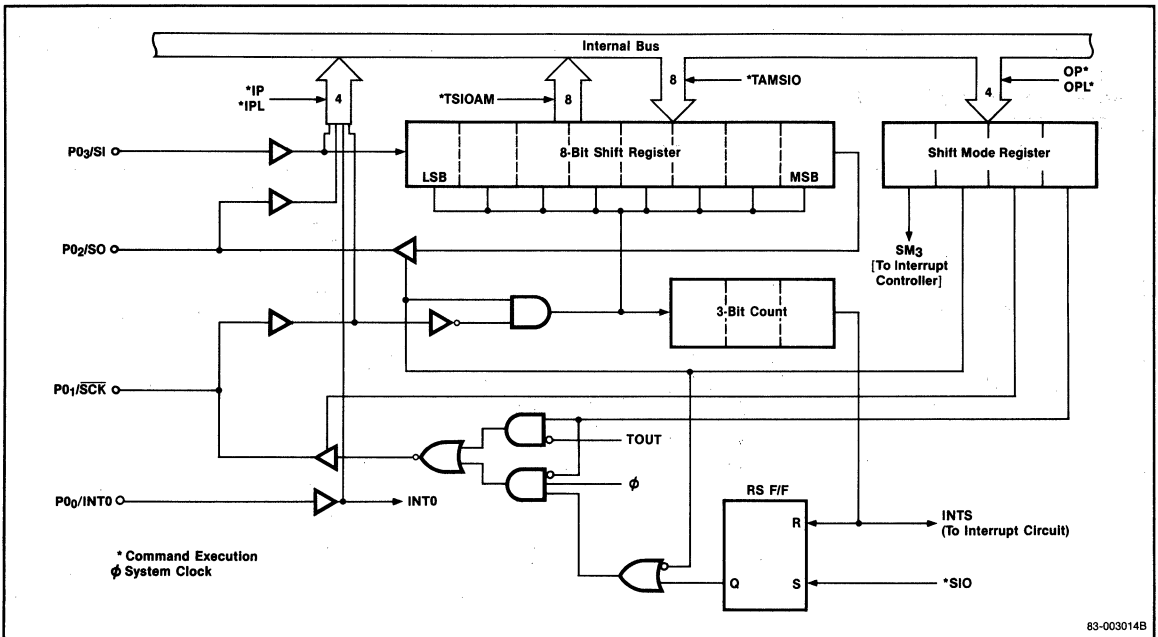 Internal Bus
*IP
*IPL
4
*TSIOAM
8
8
*TAMSIO
4
OP*
OPL*
P0₃/SI
8-Bit Shift Register
LSB
MSB
Shift Mode Register
P0₂/SO
SM₃
[To Interrupt
Controller]
3-Bit Count
P0₁/S̅C̅K̅
TOUT
ϕ
P0₀/INT0
INT0
RS F/F
R
INTS
(To Interrupt Circuit)
Q
S
*SIO
* Command Execution
ϕ System Clock
83-003014B